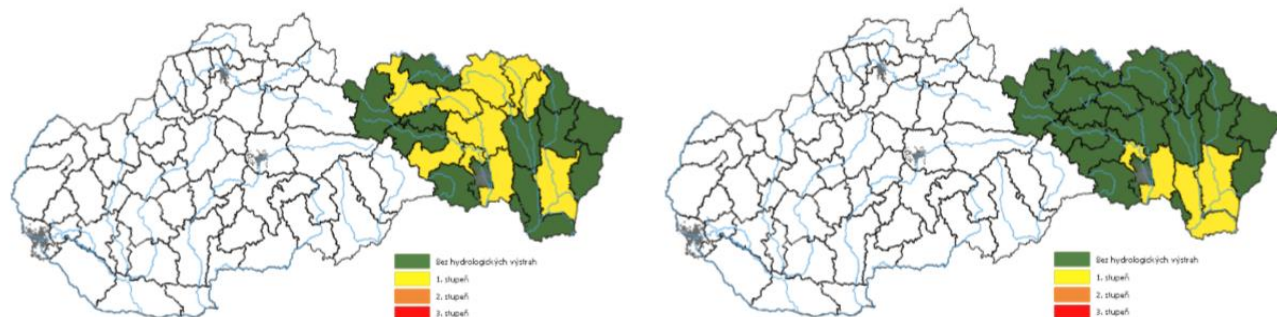 Bez hydrologických výstrah
1. stupeň
2. stupeň
3. stupeň
Bez hydrologických výstrah
1. stupeň
2. stupeň
3. stupeň